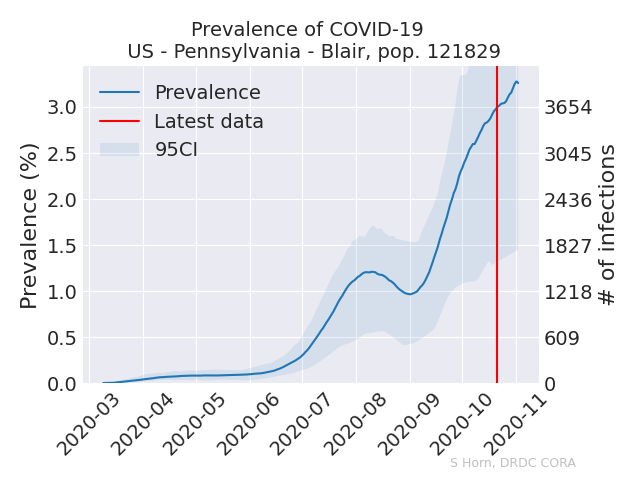 Prevalence of COVID-19
US - Pennsylvania - Blair, pop. 121829
Prevalence (%)
3.0
2.5
2.0
1.5
1.0
0.5
0.0
Prevalence
Latest data
95CI
3654
3045
2436
1827
1218
609
0
# of infections
2020-03
2020-04
2020-05
2020-06
2020-07
2020-08
2020-09
2020-10
2020-11
S Horn, DRDC CORA